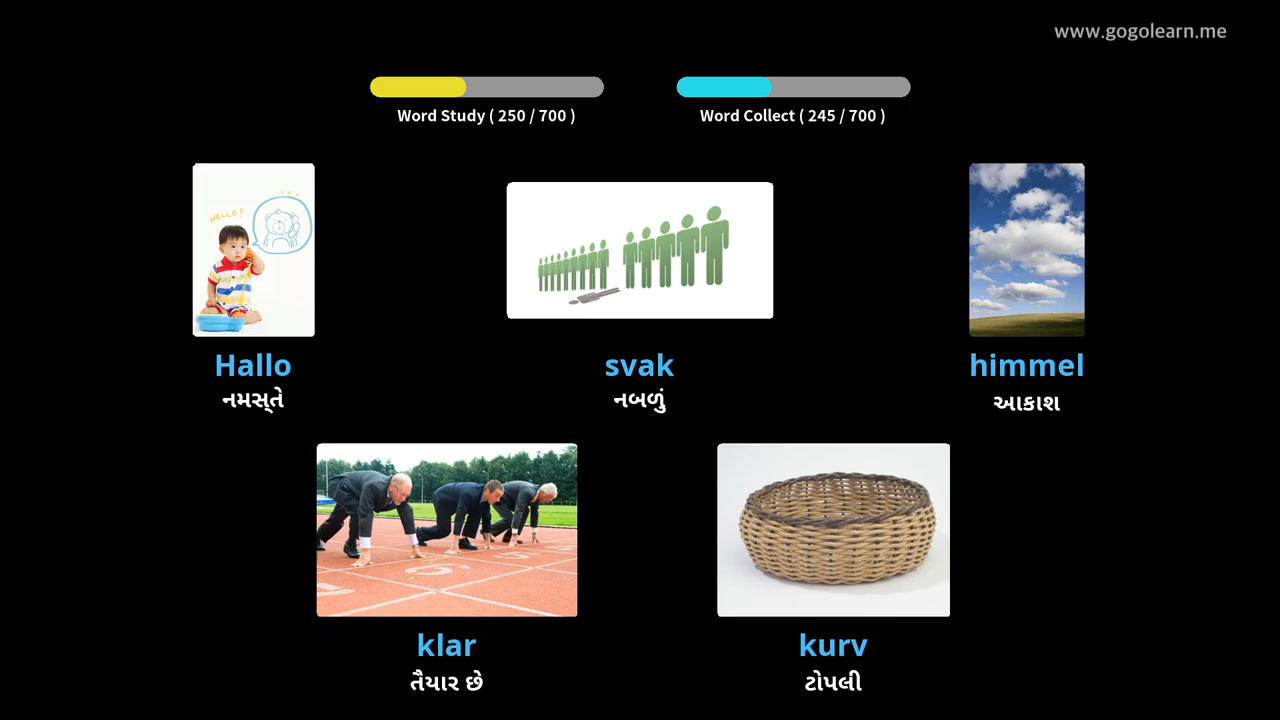 www.gogolearn.me
Word Study ( 250 / 700 )
Word Collect ( 245 / 700 )
HELLO?
Hallo
નમસ્તે
svak
નબળું
himmel
આકાશ
klar
તૈયાર છે
kurv
ટોપલી